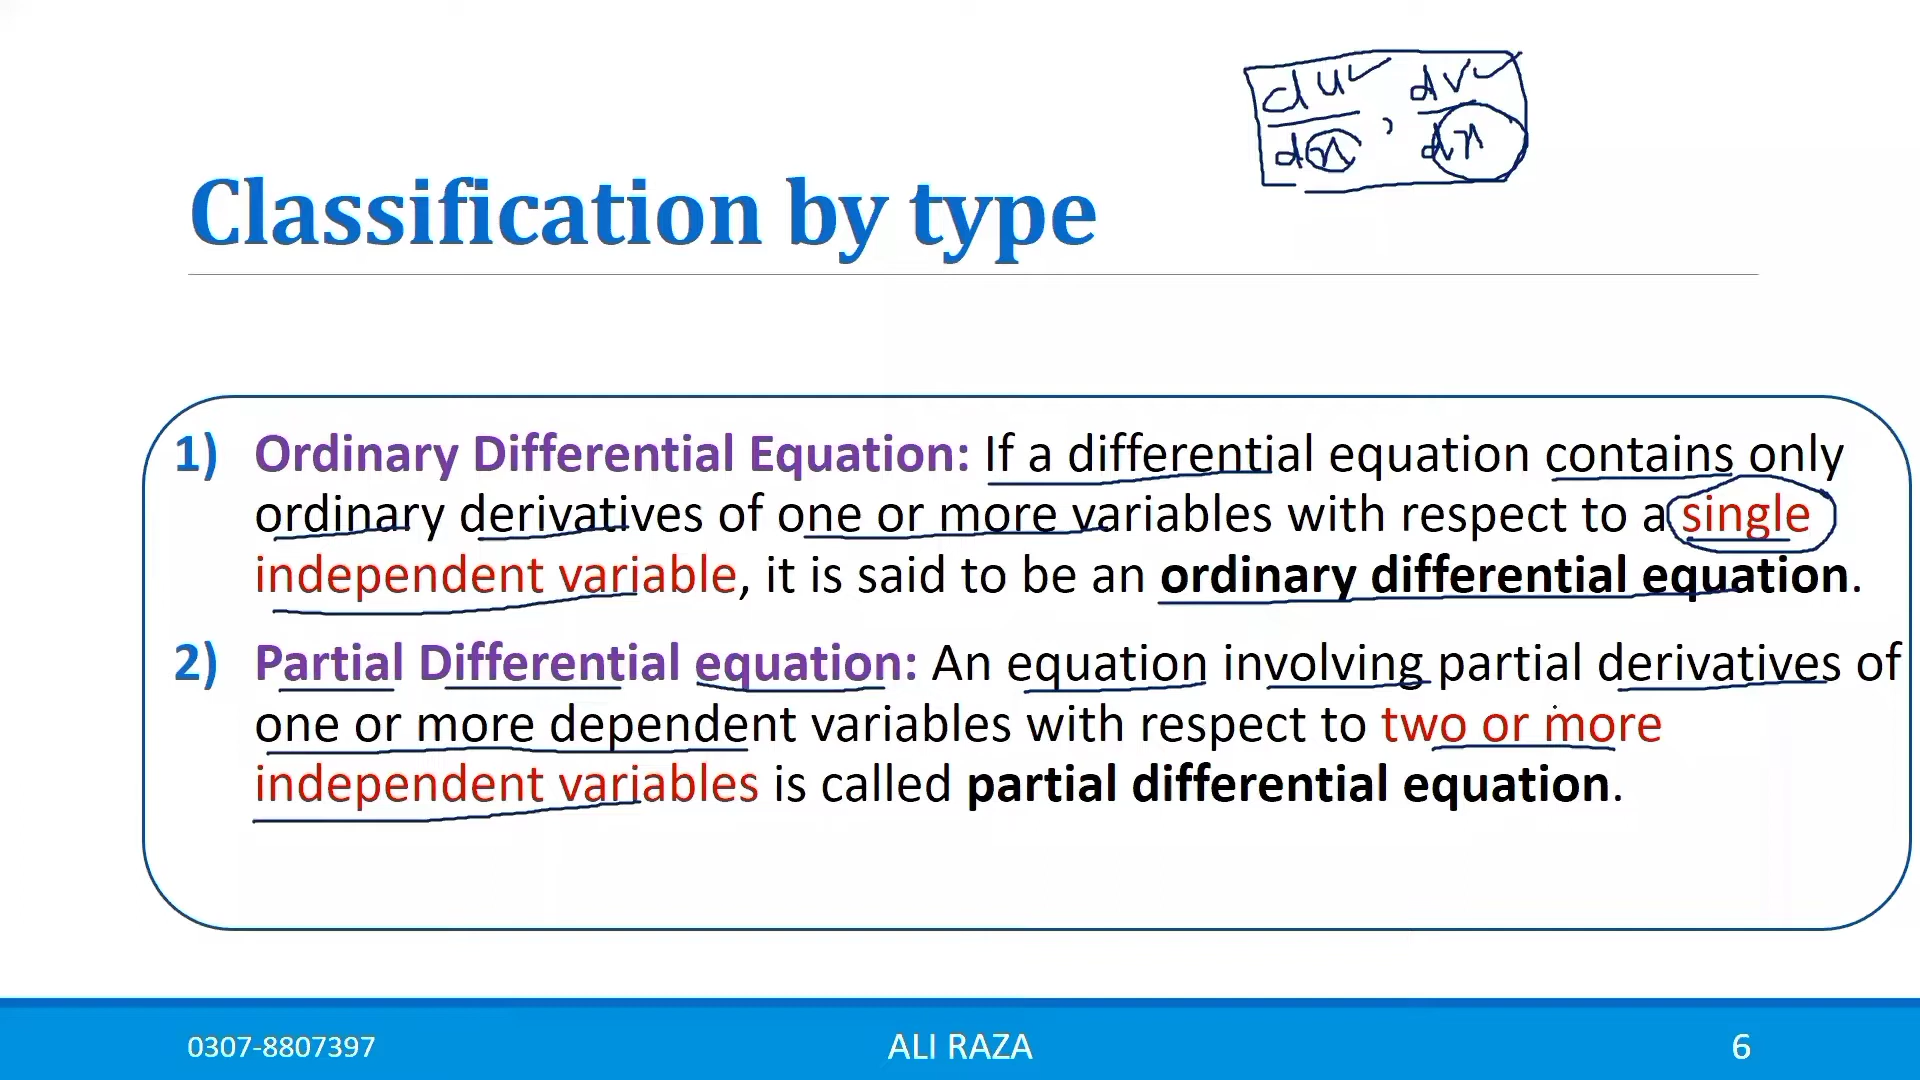 du , dv
dx dx
Classification by type
1) Ordinary Differential Equation: If a differential equation contains only
ordinary derivatives of one or more variables with respect to a single
independent variable, it is said to be an ordinary differential equation.
2) Partial Differential equation: An equation involving partial derivatives of
one or more dependent variables with respect to two or more
independent variables is called partial differential equation.
0307-8807397 ALI RAZA 6